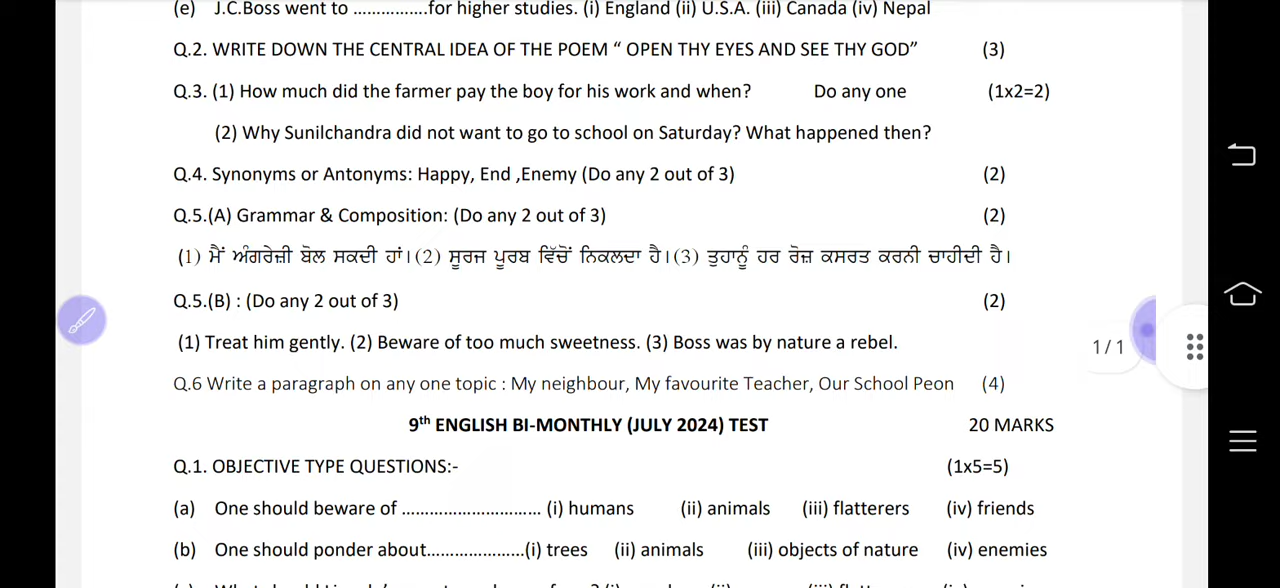 (e) J.C.Boss went to ................for higher studies. (i) England (ii) U.S.A. (iii) Canada (iv) Nepal
Q.2. WRITE DOWN THE CENTRAL IDEA OF THE POEM “ OPEN THY EYES AND SEE THY GOD” (3)
Q.3. (1) How much did the farmer pay the boy for his work and when? Do any one (1x2=2)
(2) Why Sunilchandra did not want to go to school on Saturday? What happened then?
Q.4. Synonyms or Antonyms: Happy, End ,Enemy (Do any 2 out of 3) (2)
Q.5.(A) Grammar & Composition: (Do any 2 out of 3) (2)
(1) ਮੈਂ ਅੰਗਰੇਜ਼ੀ ਬੋਲ ਸਕਦੀ ਹਾਂ। (2) ਸੂਰਜ ਪੂਰਬ ਵਿੱਚੋਂ ਨਿਕਲਦਾ ਹੈ। (3) ਤੁਹਾਨੂੰ ਹਰ ਰੋਜ਼ ਕਸਰਤ ਕਰਨੀ ਚਾਹੀਦੀ ਹੈ।
Q.5.(B) : (Do any 2 out of 3) (2)
(1) Treat him gently. (2) Beware of too much sweetness. (3) Boss was by nature a rebel.
1/1
Q.6 Write a paragraph on any one topic : My neighbour, My favourite Teacher, Our School Peon (4)
9th ENGLISH BI-MONTHLY (JULY 2024) TEST 20 MARKS
Q.1. OBJECTIVE TYPE QUESTIONS:- (1x5=5)
(a) One should beware of .............................. (i) humans (ii) animals (iii) flatterers (iv) friends
(b) One should ponder about.....................(i) trees (ii) animals (iii) objects of nature (iv) enemies